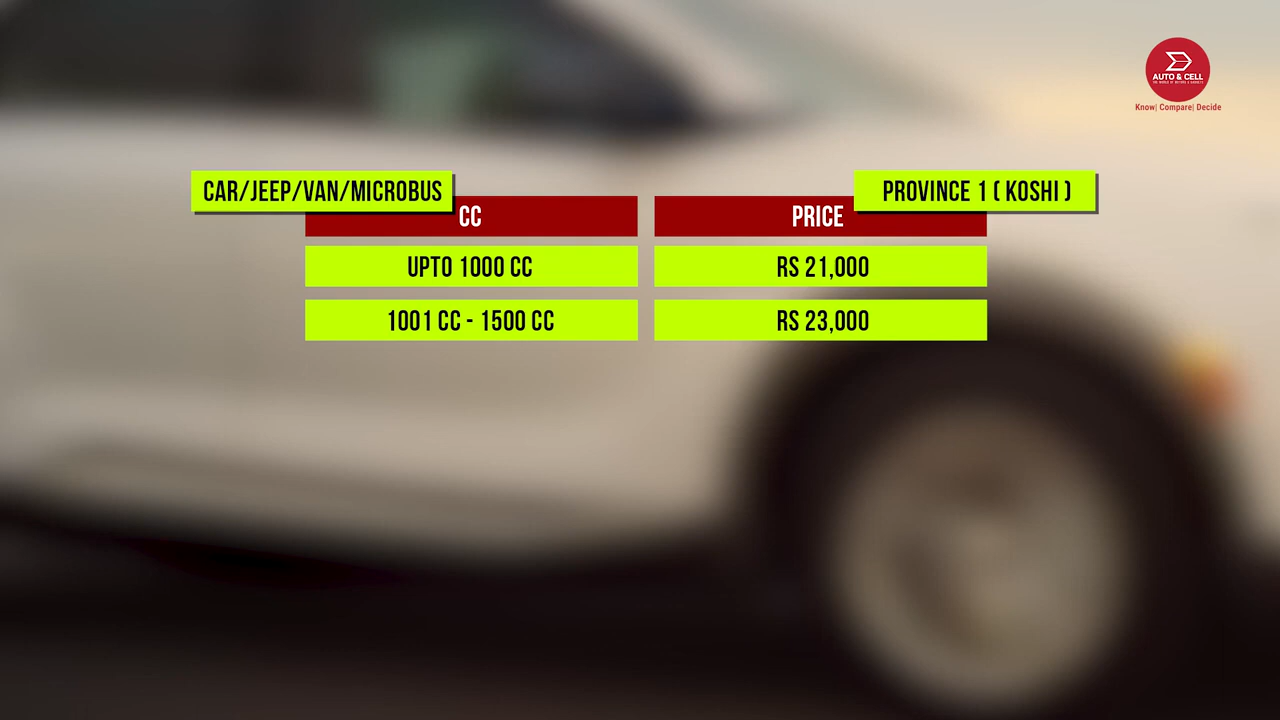 AUTO & CELL
Know| Compare| Decide
CAR/JEEP/VAN/MICROBUS
PROVINCE 1 ( KOSHI )
CC
PRICE
UPTO 1000 CC
RS 21,000
1001 CC - 1500 CC
RS 23,000